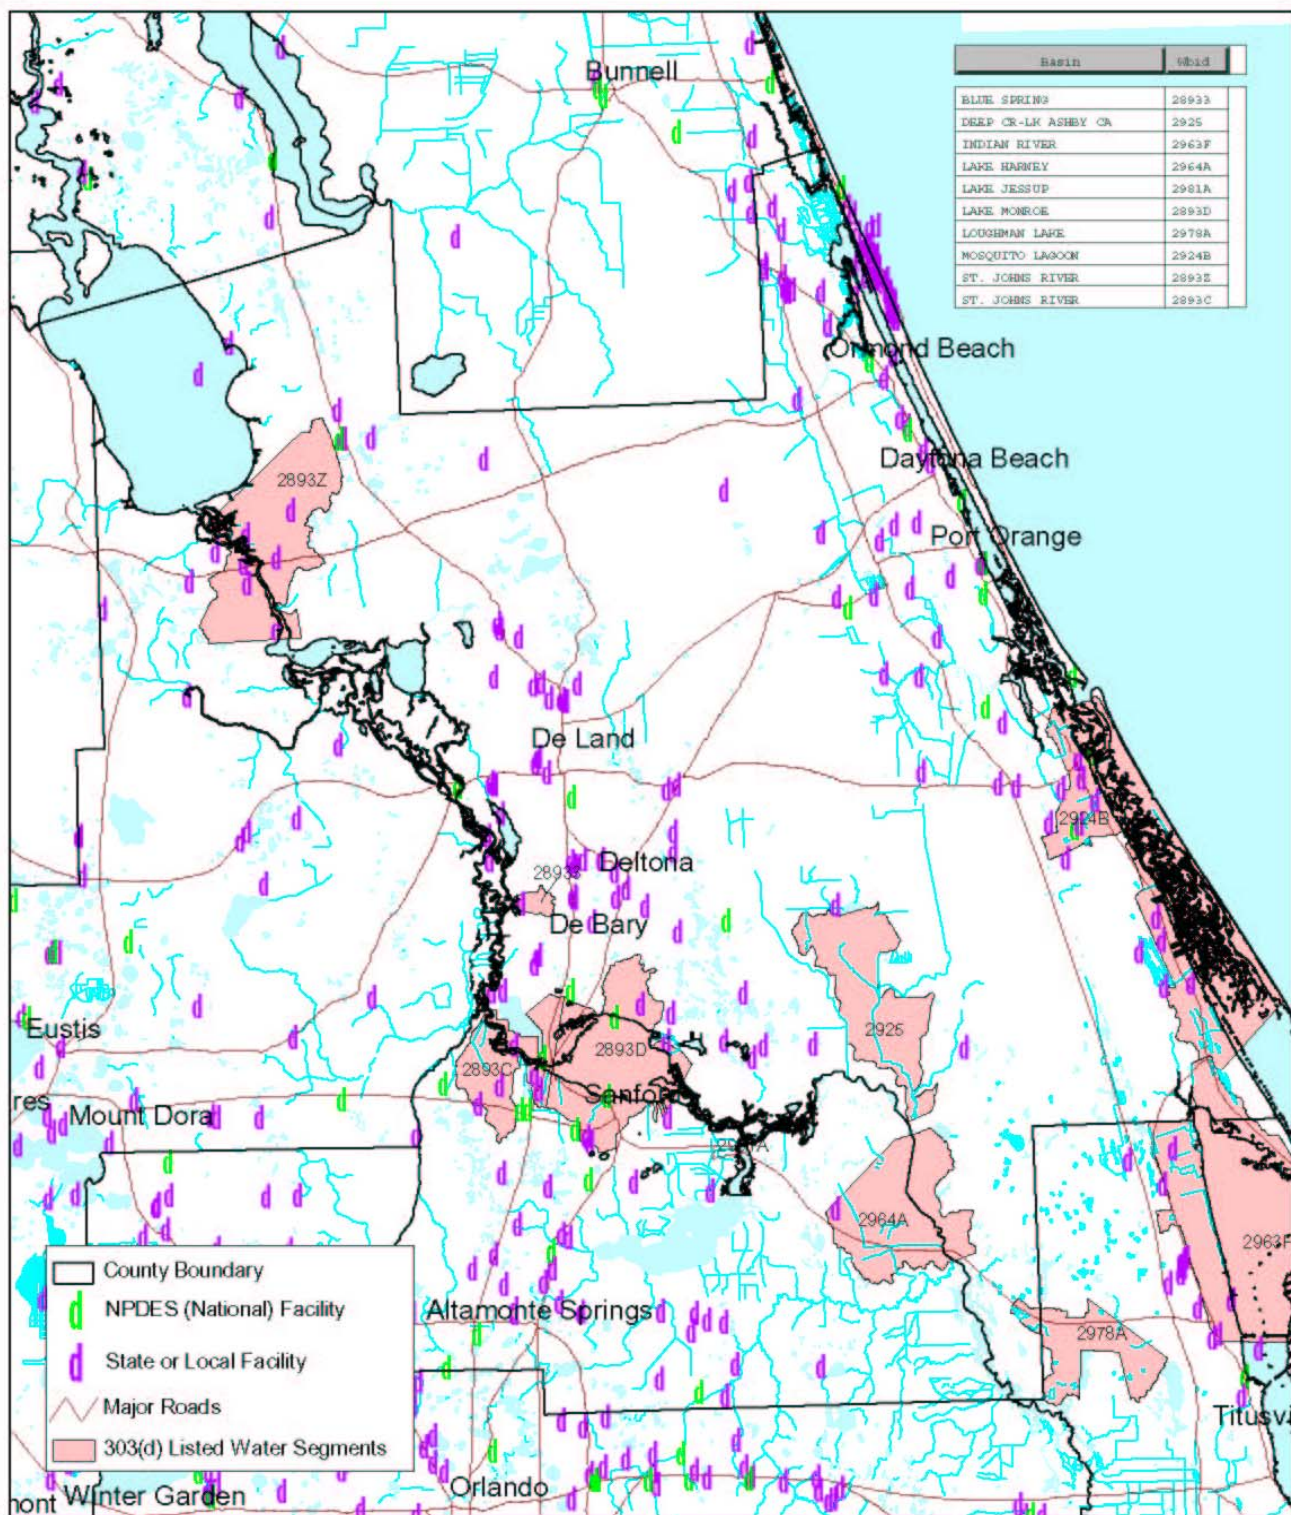 Bunnell
Basin Wbid
BLUE SPRING 28933
DEEP CR-LK ASHBY CA 2925
INDIAN RIVER 2963F
LAKE HARNEY 2964A
LAKE JESSUP 2981A
LAKE MONROE 2893D
LOUGHMAN LAKE 2978A
MOSQUITO LAGOON 2924B
ST. JOHNS RIVER 2893Z
ST. JOHNS RIVER 2893C
Ormond Beach
Daytona Beach
2893Z
Port Orange
De Land
2924B
Deltona
28933
De Bary
Eustis
2925
2893D
2893C
Sanford
res
Mount Dora
2964A
2963F
County Boundary
NPDES (National) Facility
State or Local Facility
Major Roads
303(d) Listed Water Segments
Altamonte Springs
2978A
Titusvi
Orlando
nont
Winter Garden